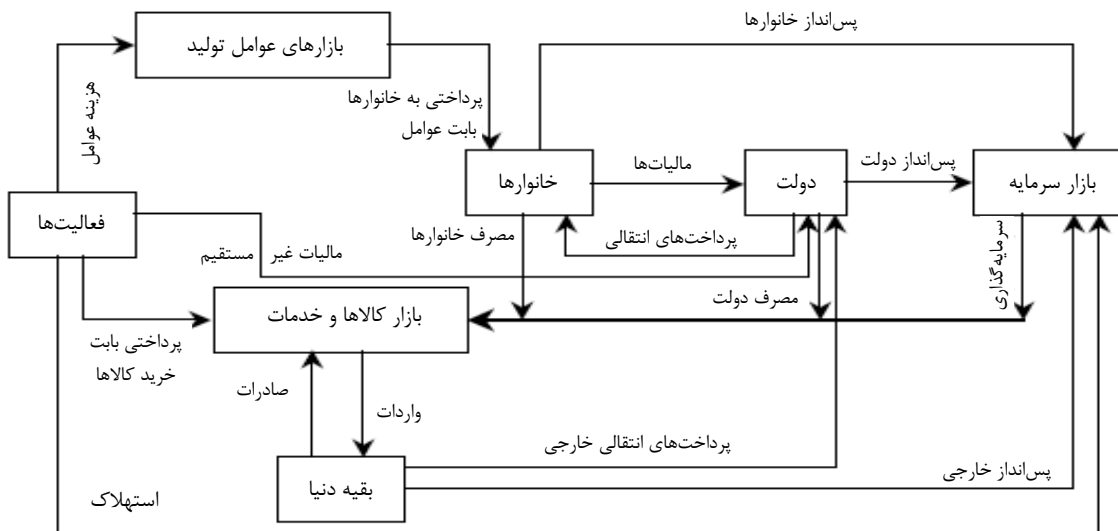 پس‌انداز خانوارها
بازارهای عوامل تولید
هزینه عوامل
پرداختی به خانوارها
بابت عوامل
خانوارها
مالیات‌ها
دولت
پس‌انداز دولت
بازار سرمایه
فعالیت‌ها
مالیات غیر مستقیم
مصرف خانوارها
پرداخت‌های انتقالی
سرمایه‌گذاری
مصرف دولت
بازار کالاها و خدمات
پرداختی بابت
خرید کالاها
صادرات
واردات
پرداخت‌های انتقالی خارجی
بقیه دنیا
پس‌انداز خارجی
استهلاک